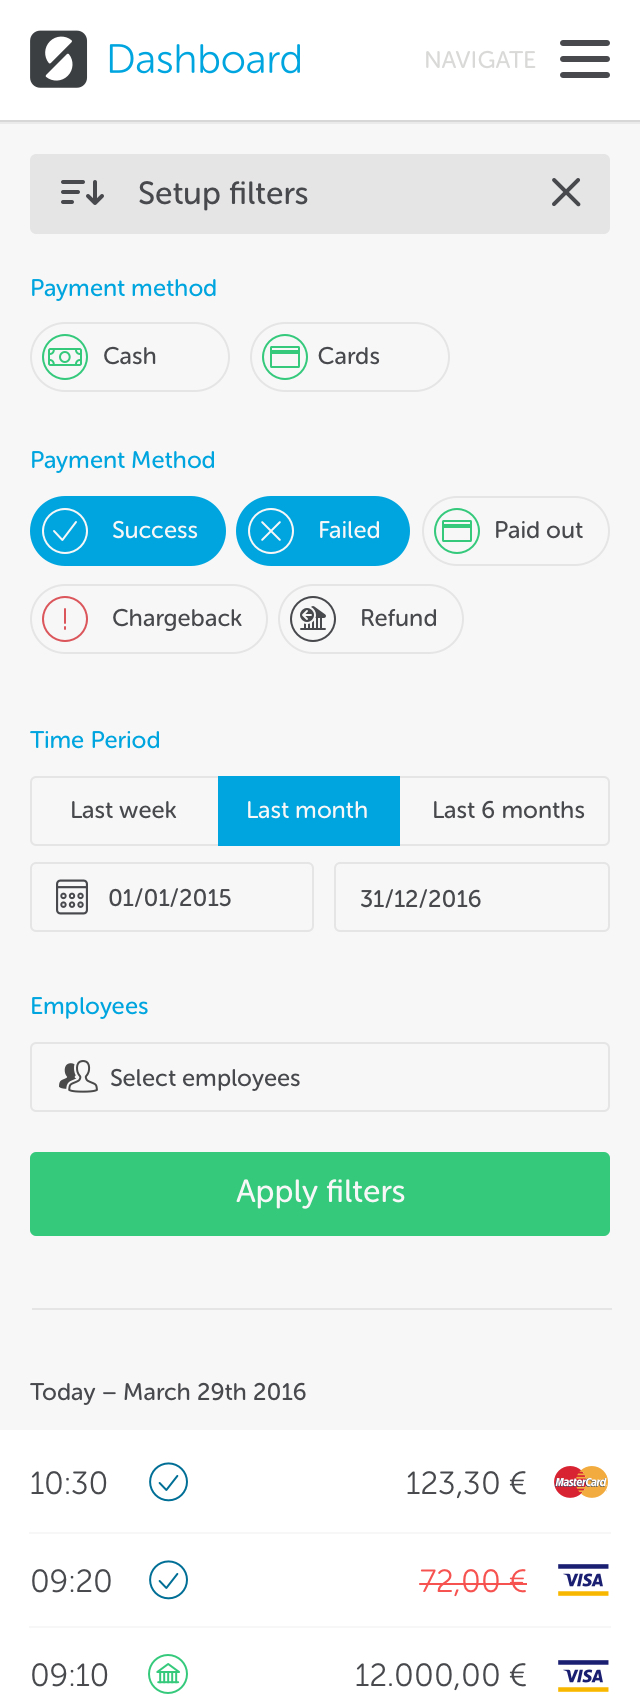 Dashboard NAVIGATE
Setup filters
Payment method
Cash Cards
Payment Method
Success Failed Paid out
Chargeback Refund
Time Period
Last week Last month Last 6 months
01/01/2015 31/12/2016
Employees
Select employees
Apply filters
Today – March 29th 2016
10:30 123,30 € MasterCard
09:20 72,00 € VISA
09:10 12.000,00 € VISA